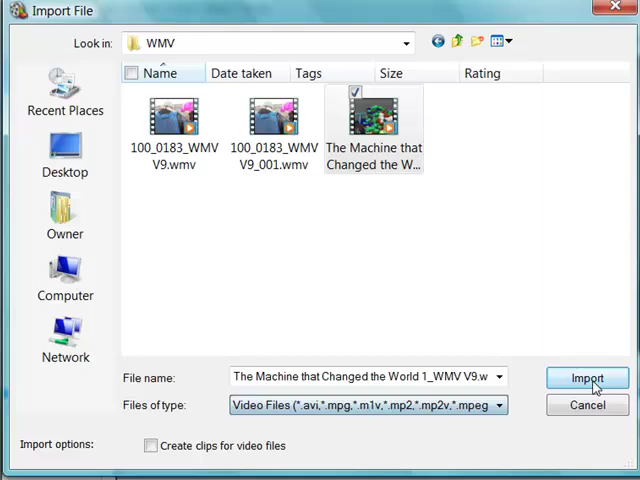 Import File
Look in: WMV
Name Date taken Tags Size Rating
Recent Places
Desktop
Owner
Computer
Network
100_0183_WMV
V9.wmv
100_0183_WMV
V9_001.wmv
The Machine that
Changed the W...
File name: The Machine that Changed the World 1_WMV V9.w
Import
Files of type: Video Files (*.avi,*.mpg,*.m1v,*.mp2,*.mp2v,*.mpeg
Cancel
Import options: Create clips for video files